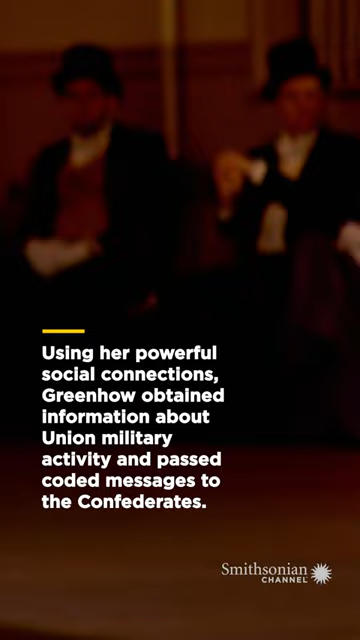 Using her powerful
social connections,
Greenhow obtained
information about
Union military
activity and passed
coded messages to
the Confederates.
Smithsonian
CHANNEL